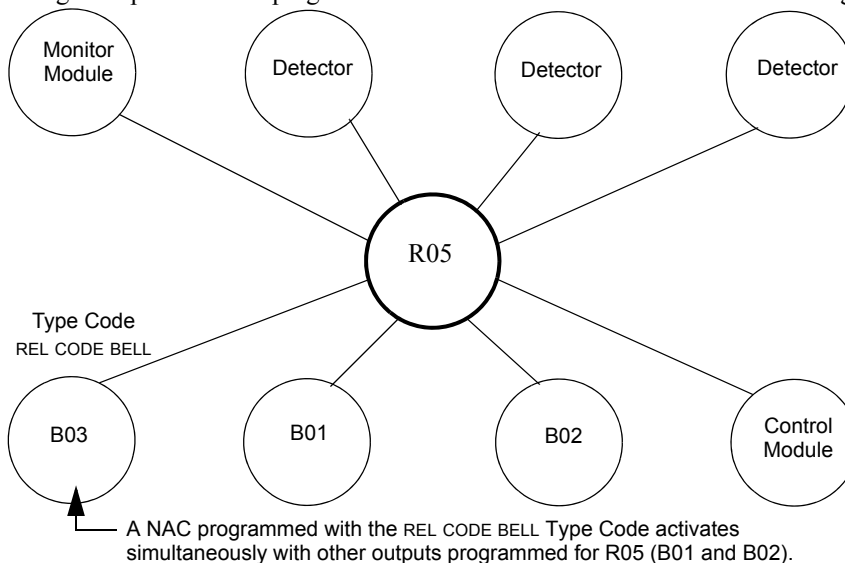 Monitor
Module
Detector
Detector
Detector
R05
Type Code
REL CODE BELL
B03
B01
B02
Control
Module
A NAC programmed with the REL CODE BELL Type Code activates
simultaneously with other outputs programmed for R05 (B01 and B02).